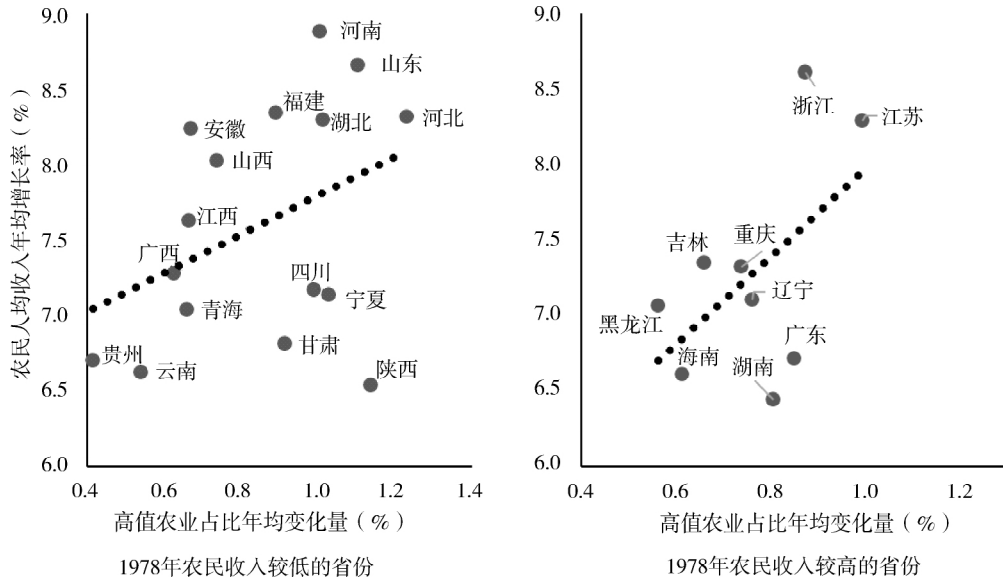 农民人均收入年均增长率（%）
9.0
8.5
8.0
7.5
7.0
6.5
6.0
河南
山东
福建
湖北
河北
安徽
山西
江西
广西
四川
宁夏
青海
甘肃
贵州
云南
陕西
0.4
0.6
0.8
1.0
1.2
1.4
高值农业占比年均变化量（%）
1978年农民收入较低的省份
9.0
8.5
8.0
7.5
7.0
6.5
6.0
浙江
江苏
吉林
重庆
辽宁
黑龙江
广东
海南
湖南
0.4
0.6
0.8
1.0
1.2
高值农业占比年均变化量（%）
1978年农民收入较高的省份